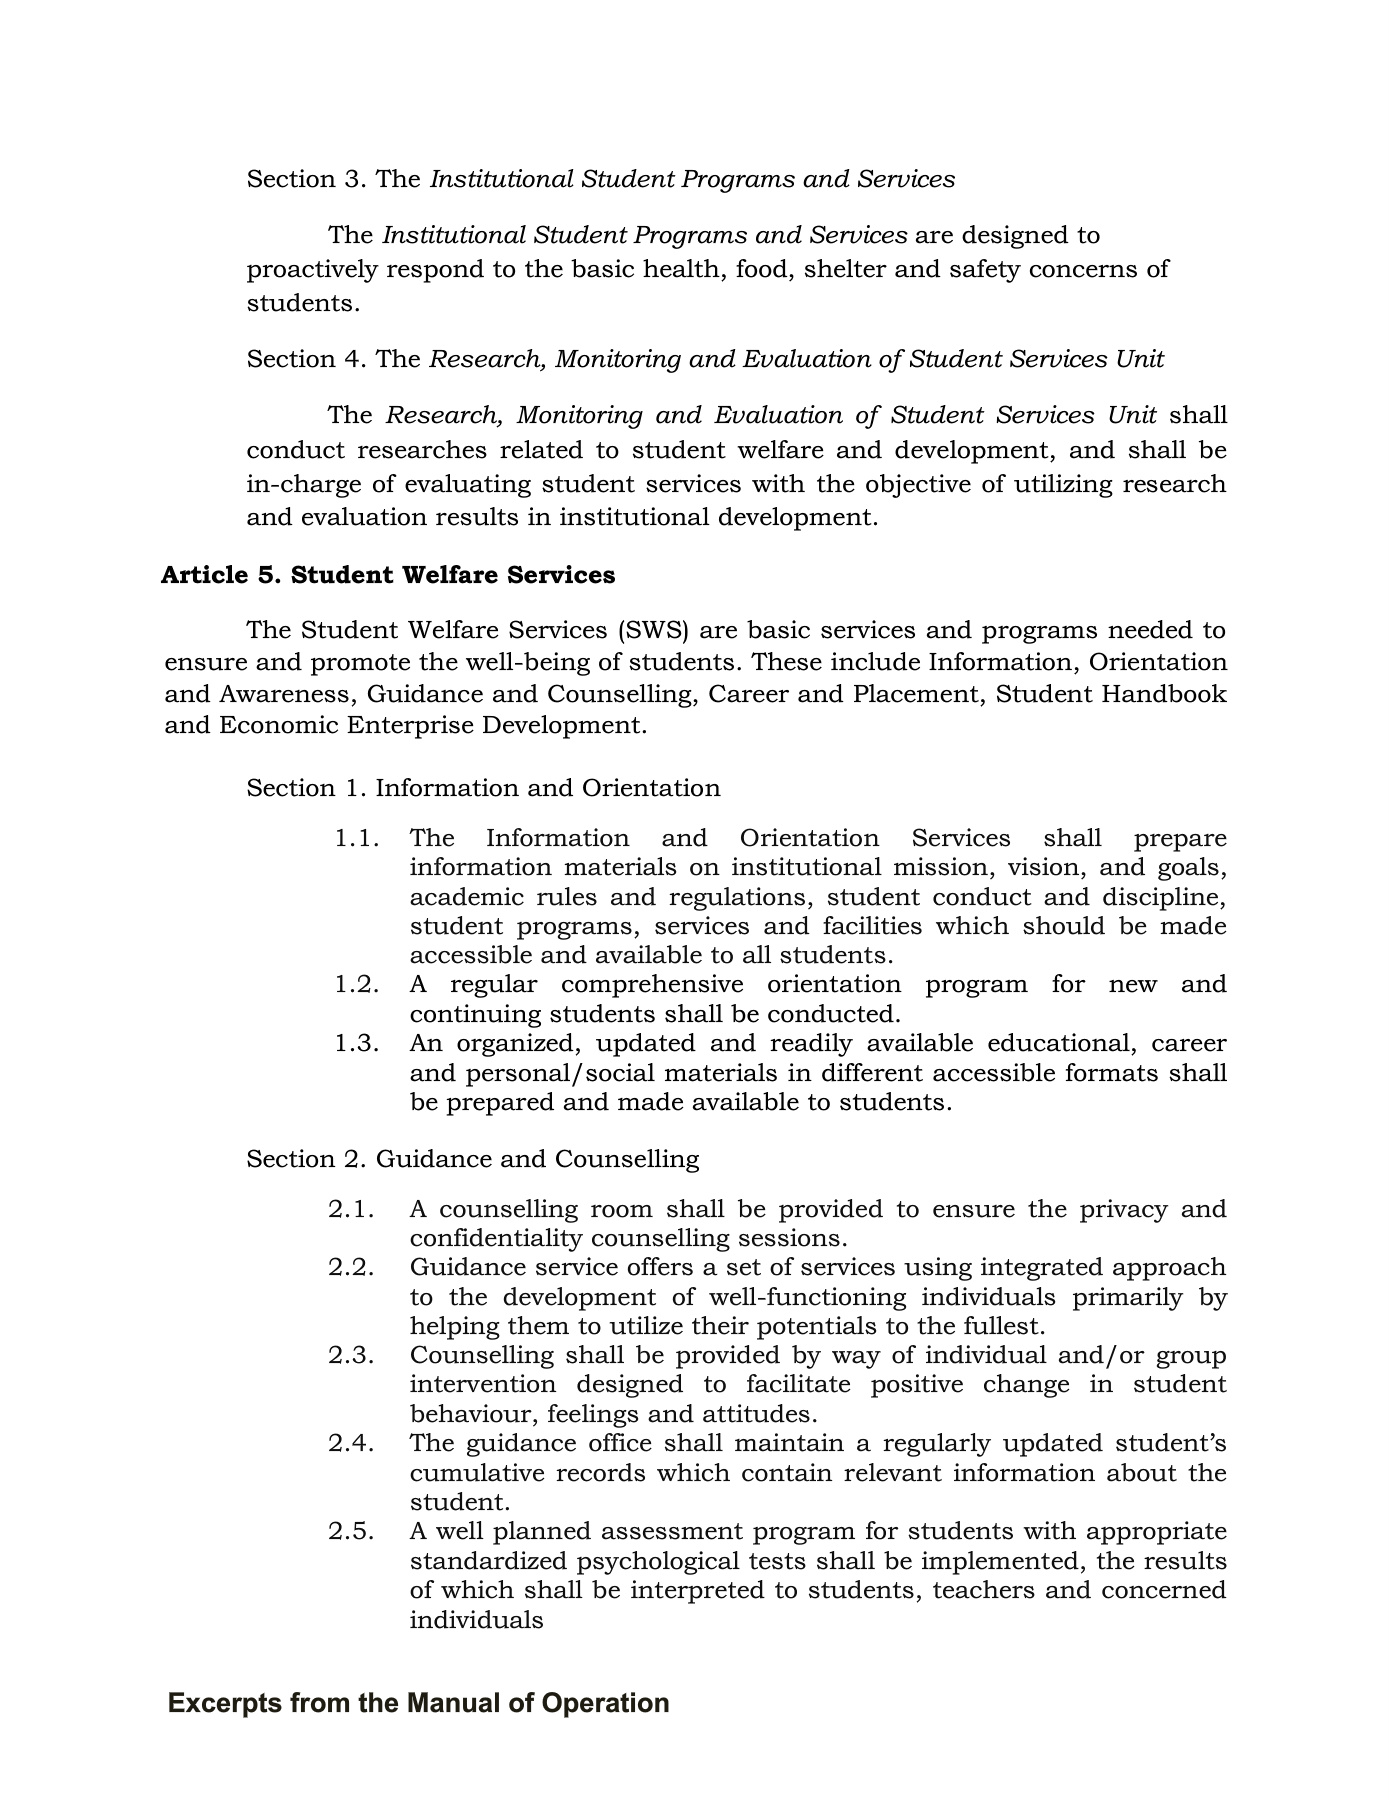 Section 3. The Institutional Student Programs and Services
The Institutional Student Programs and Services are designed to
proactively respond to the basic health, food, shelter and safety concerns of
students.
Section 4. The Research, Monitoring and Evaluation of Student Services Unit
The Research, Monitoring and Evaluation of Student Services Unit shall
conduct researches related to student welfare and development, and shall be
in-charge of evaluating student services with the objective of utilizing research
and evaluation results in institutional development.
Article 5. Student Welfare Services
The Student Welfare Services (SWS) are basic services and programs needed to
ensure and promote the well-being of students. These include Information, Orientation
and Awareness, Guidance and Counselling, Career and Placement, Student Handbook
and Economic Enterprise Development.
Section 1. Information and Orientation
1.1. The Information and Orientation Services shall prepare
information materials on institutional mission, vision, and goals,
academic rules and regulations, student conduct and discipline,
student programs, services and facilities which should be made
accessible and available to all students.
1.2. A regular comprehensive orientation program for new and
continuing students shall be conducted.
1.3. An organized, updated and readily available educational, career
and personal/social materials in different accessible formats shall
be prepared and made available to students.
Section 2. Guidance and Counselling
2.1. A counselling room shall be provided to ensure the privacy and
confidentiality counselling sessions.
2.2. Guidance service offers a set of services using integrated approach
to the development of well-functioning individuals primarily by
helping them to utilize their potentials to the fullest.
2.3. Counselling shall be provided by way of individual and/or group
intervention designed to facilitate positive change in student
behaviour, feelings and attitudes.
2.4. The guidance office shall maintain a regularly updated student’s
cumulative records which contain relevant information about the
student.
2.5. A well planned assessment program for students with appropriate
standardized psychological tests shall be implemented, the results
of which shall be interpreted to students, teachers and concerned
individuals
Excerpts from the Manual of Operation